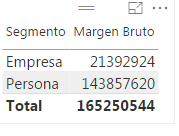 Segmento Margen Bruto
Empresa 21392924
Persona 143857620
Total 165250544